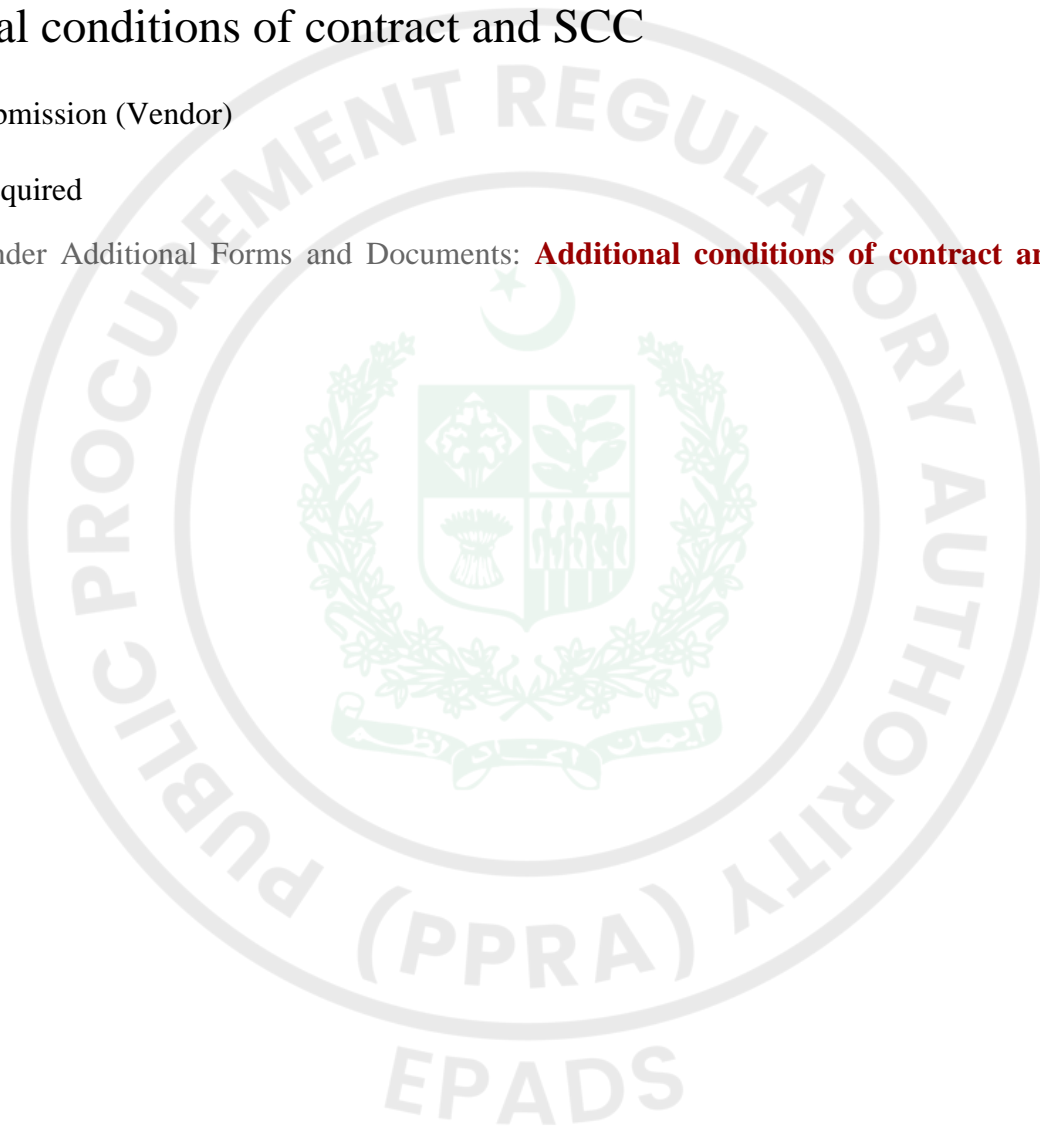 al conditions of contract and SCC
omission (Vendor)
quired
nder Additional Forms and Documents: Additional conditions of contract an
PUBLIC PROCUREMENT REGULATORY AUTHORITY
(PPRA)
EPADS